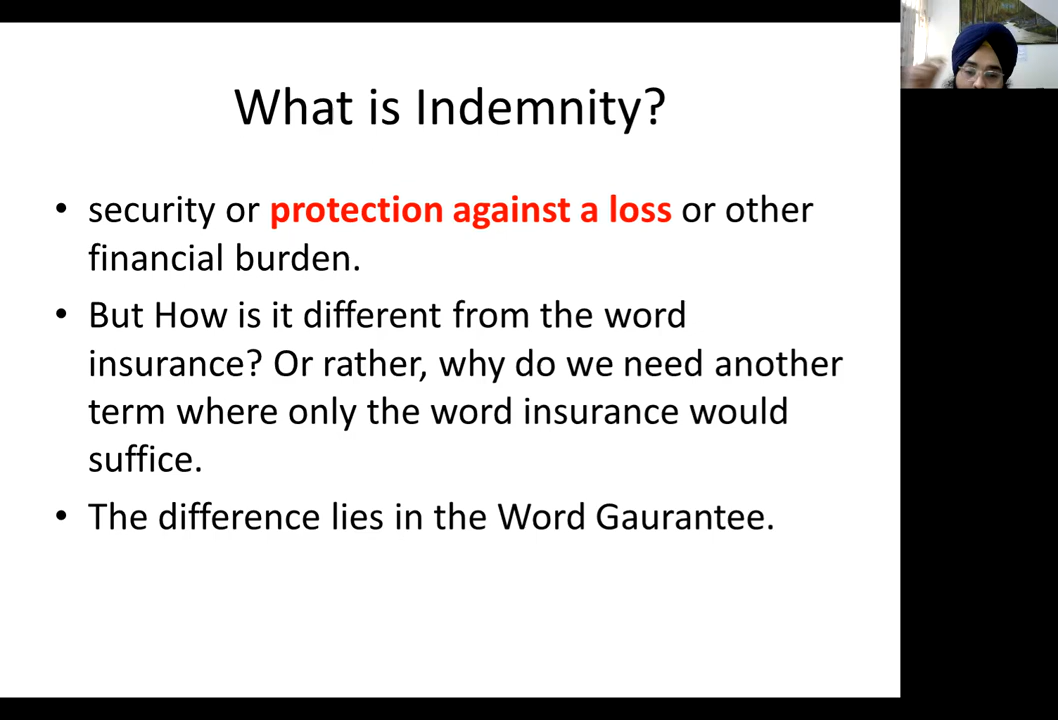 What is Indemnity?
• security or protection against a loss or other
financial burden.
• But How is it different from the word
insurance? Or rather, why do we need another
term where only the word insurance would
suffice.
• The difference lies in the Word Gaurantee.